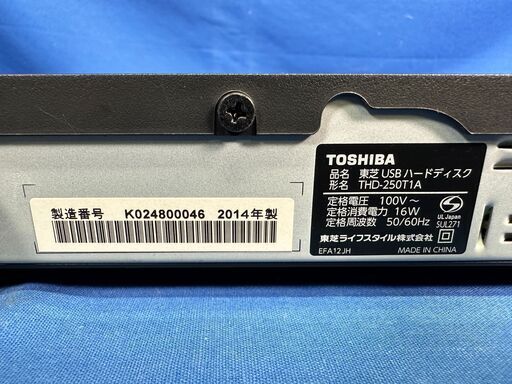 TOSHIBA
品名 東芝 USB ハードディスク
形名 THD-250T1A
定格電圧 100V～
定格消費電力 16W
定格周波数 50/60Hz
東芝ライフスタイル株式会社
EFA12JH MADE IN CHINA
S
UL Japan
SUL271
製造番号 K024800046 2014年製